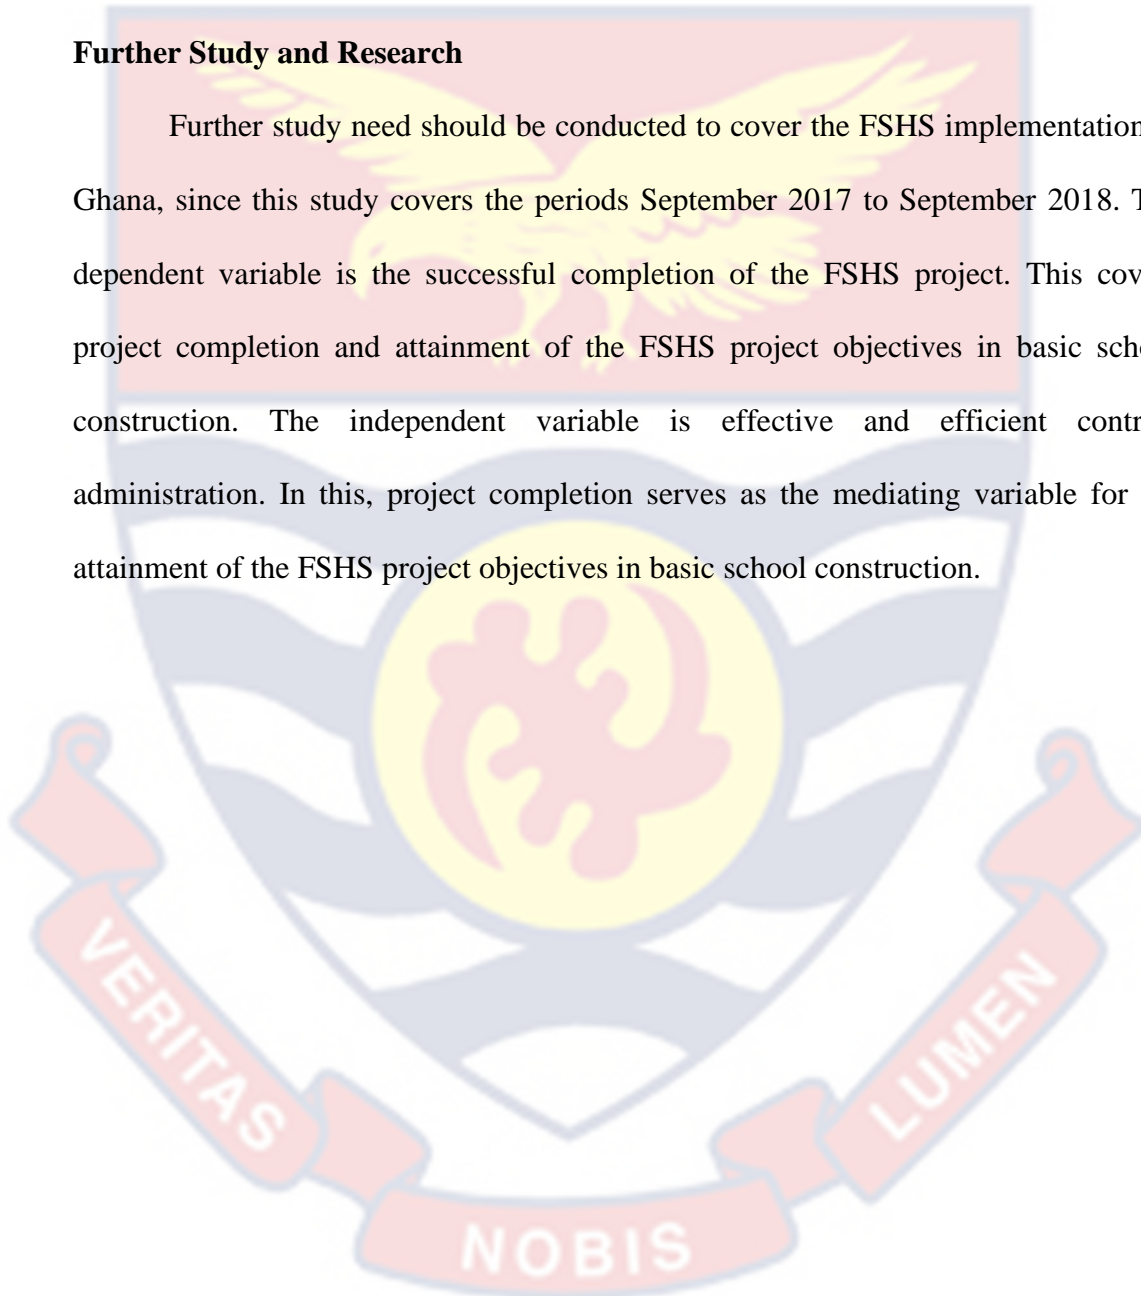 Further Study and Research
Further study need should be conducted to cover the FSHS implementation
Ghana, since this study covers the periods September 2017 to September 2018. T
dependent variable is the successful completion of the FSHS project. This cov
project completion and attainment of the FSHS project objectives in basic scho
construction. The independent variable is effective and efficient contr
administration. In this, project completion serves as the mediating variable for
attainment of the FSHS project objectives in basic school construction.
VERITAS
NOBIS
LUMEN